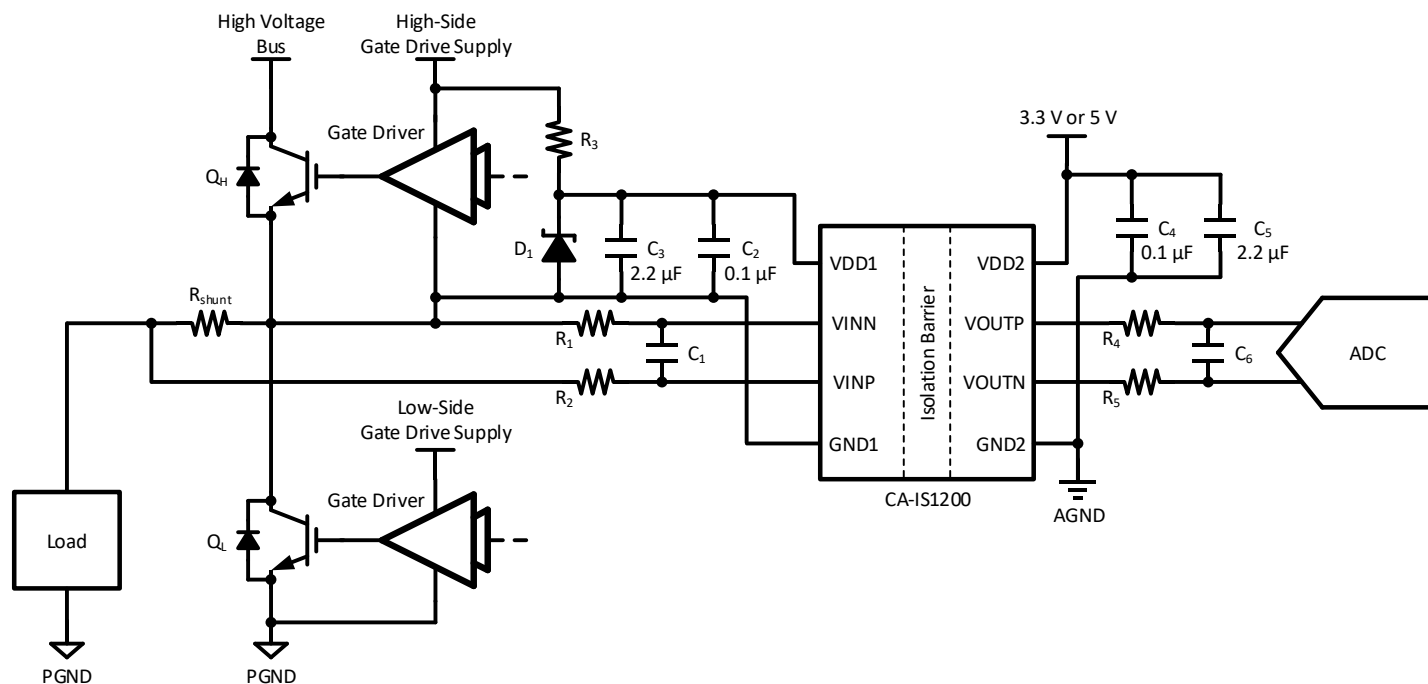 High Voltage
Bus
High-Side
Gate Drive Supply
Gate Driver
R3
3.3 V or 5 V
QH
D1
C3
2.2 µF
C2
0.1 µF
C4
0.1 µF
C5
2.2 µF
VDD1
VDD2
Rshunt
R1
VINN
VOUTP
R4
C1
Isolation Barrier
C6
ADC
R2
VINP
VOUTN
R5
Low-Side
Gate Drive Supply
GND1
GND2
Gate Driver
CA-IS1200
AGND
Load
QL
PGND
PGND